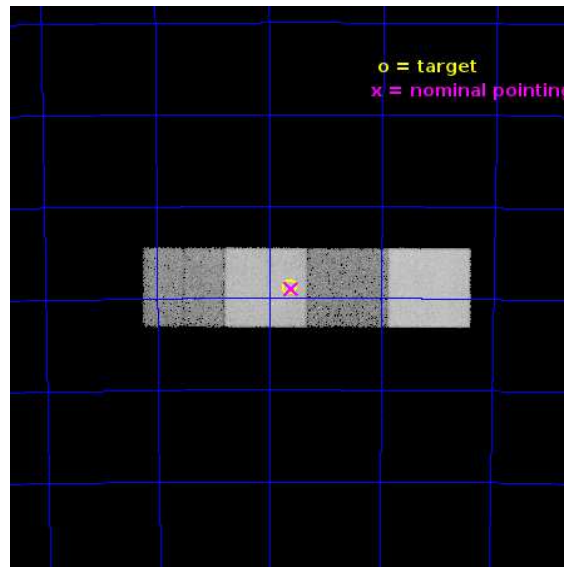 o = target
x = nominal pointing